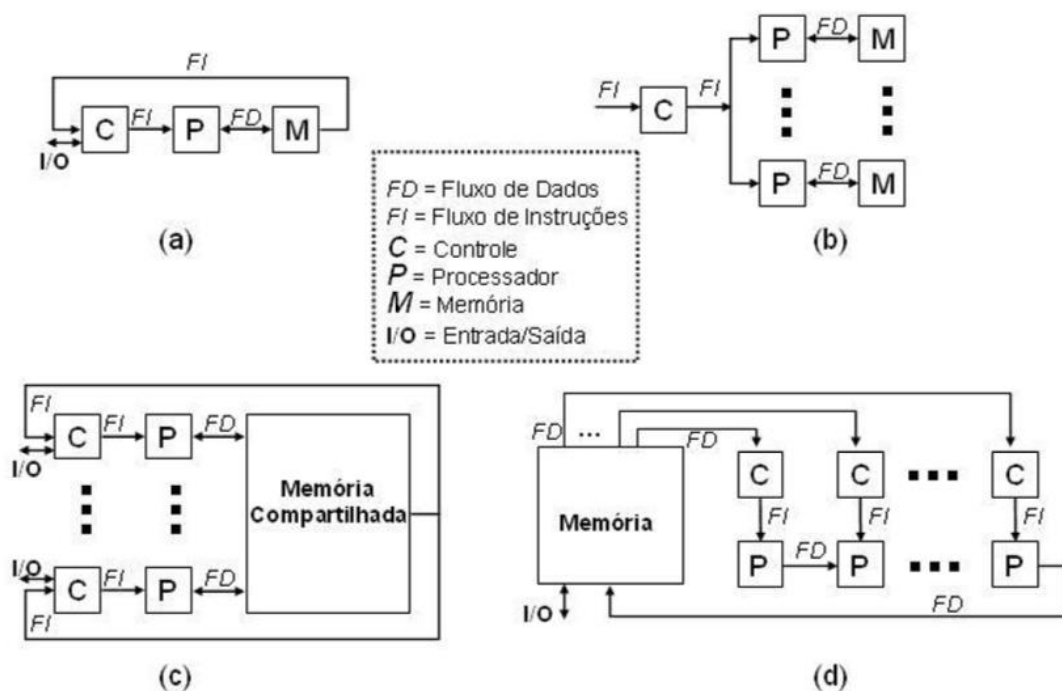 FI
C
FI
P
FD
M
I/O
(a)
FI
C
FI
P
FD
M
P
FD
M
(b)
FD = Fluxo de Dados
FI = Fluxo de Instruções
C = Controle
P = Processador
M = Memória
I/O = Entrada/Saída
FI
C
FI
P
FD
I/O
Memória
Compartilhada
I/O
C
FI
P
FD
FI
(c)
FD
...
FD
Memória
C
C
C
FI
FI
FI
P
FD
P
P
I/O
FD
(d)